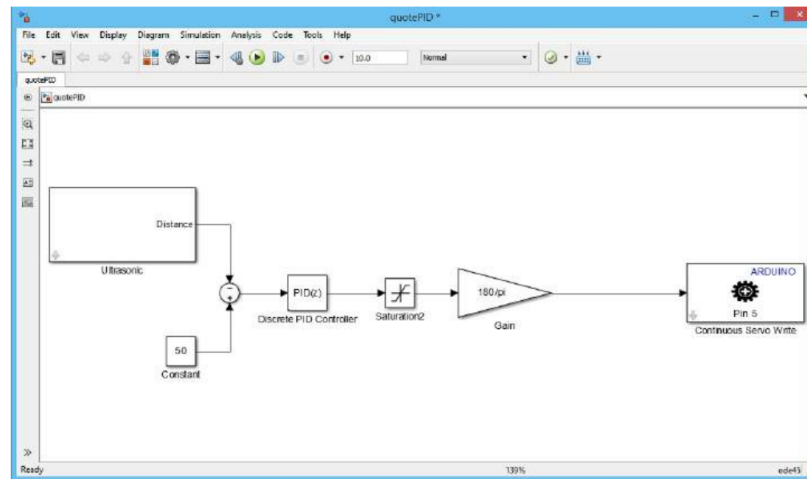 quotePID *
File Edit View Display Diagram Simulation Analysis Code Tools Help
10.0 Normal
quotePID
quotePID
Distance
Ultrasonic
50
Constant
PID(z)
Discrete PID Controller
Saturation2
180/pi
Gain
ARDUINO
Pin 5
Continuous Servo Write
Ready 139% ode45